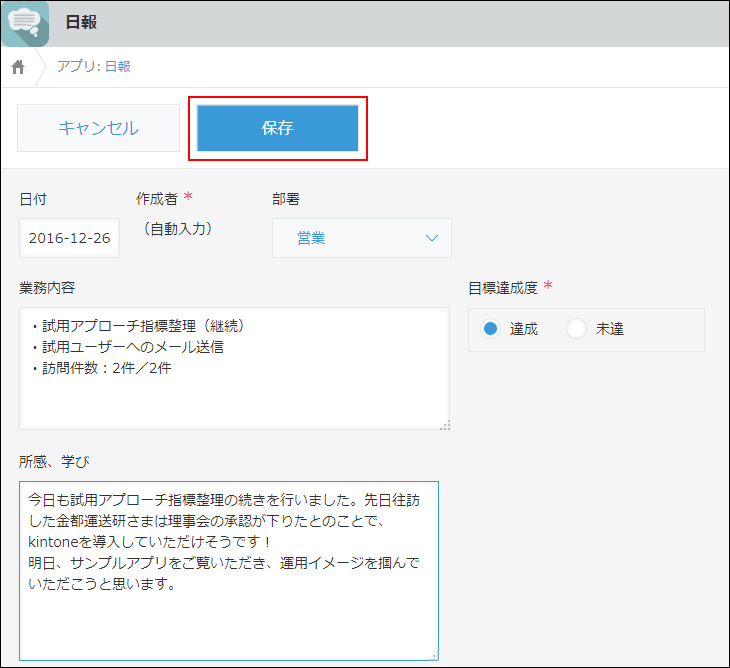 日報
アプリ: 日報
キャンセル
保存
日付
作成者 *
部署
2016-12-26
（自動入力）
営業
業務内容
目標達成度 *
・試用アプローチ指標整理（継続）
・試用ユーザーへのメール送信
・訪問件数：2件／2件
達成
未達
所感、学び
今日も試用アプローチ指標整理の続きを行いました。先日往訪
した金都運送研さまは理事会の承認が下りたとのことで、
kintoneを導入していただけそうです！
明日、サンプルアプリをご覧いただき、運用イメージを掴んで
いただこうと思います。